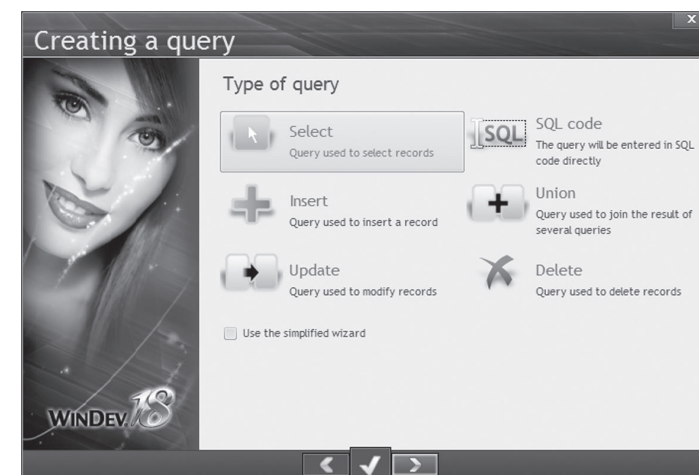 x
Creating a query
Type of query
Select
Query used to select records
SQL
SQL code
The query will be entered in SQL
code directly
Insert
Query used to insert a record
Union
Query used to join the result of
several queries
Update
Query used to modify records
Delete
Query used to delete records
Use the simplified wizard
WINDEV 18